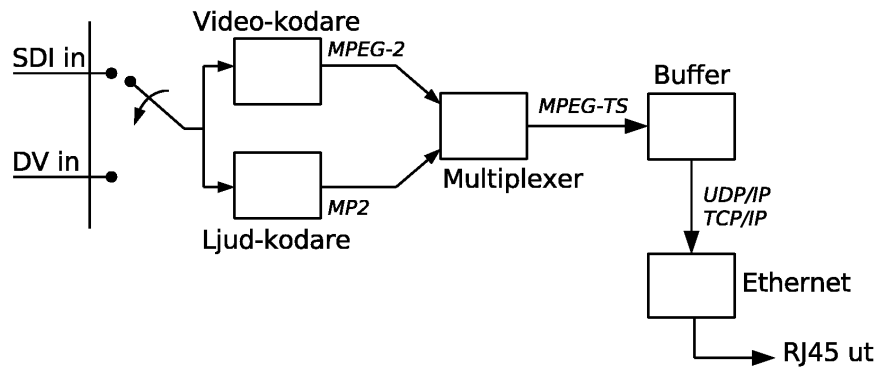 Video-kodare
SDI in
MPEG-2
DV in
Ljud-kodare
MP2
Multiplexer
MPEG-TS
Buffer
UDP/IP
TCP/IP
Ethernet
RJ45 ut